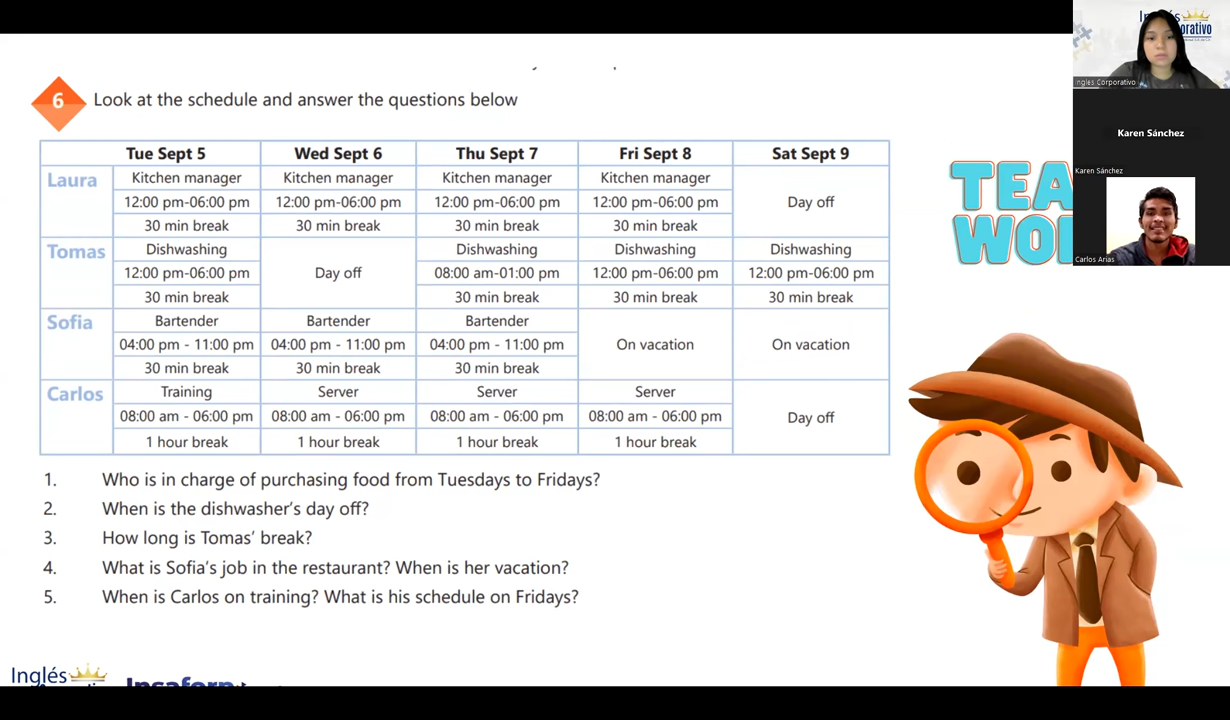 Inglés
orativo
Ingles Corporativo
Karen Sánchez
Karen Sánchez
Carlos Arias
6 Look at the schedule and answer the questions below
Tue Sept 5 Wed Sept 6 Thu Sept 7 Fri Sept 8 Sat Sept 9
Laura Kitchen manager Kitchen manager Kitchen manager Kitchen manager
12:00 pm-06:00 pm 12:00 pm-06:00 pm 12:00 pm-06:00 pm 12:00 pm-06:00 pm Day off
30 min break 30 min break 30 min break 30 min break
Tomas Dishwashing Dishwashing Dishwashing Dishwashing
12:00 pm-06:00 pm Day off 08:00 am-01:00 pm 12:00 pm-06:00 pm 12:00 pm-06:00 pm
30 min break 30 min break 30 min break 30 min break
Sofia Bartender Bartender Bartender
04:00 pm - 11:00 pm 04:00 pm - 11:00 pm 04:00 pm - 11:00 pm On vacation On vacation
30 min break 30 min break 30 min break
Carlos Training Server Server Server
08:00 am - 06:00 pm 08:00 am - 06:00 pm 08:00 am - 06:00 pm 08:00 am - 06:00 pm Day off
1 hour break 1 hour break 1 hour break 1 hour break
TEA
WO
1. Who is in charge of purchasing food from Tuesdays to Fridays?
2. When is the dishwasher's day off?
3. How long is Tomas' break?
4. What is Sofia's job in the restaurant? When is her vacation?
5. When is Carlos on training? What is his schedule on Fridays?
Inglés
Insaforp